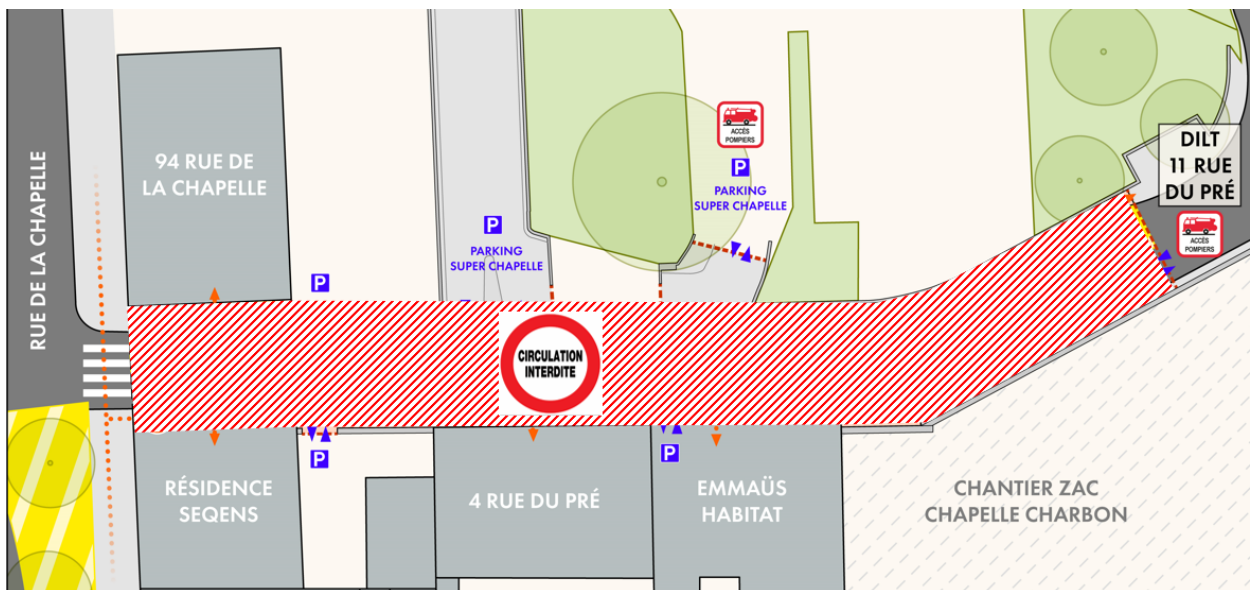 RUE DE LA CHAPELLE
94 RUE DE
LA CHAPELLE
P
P
PARKING
SUPER CHAPELLE
ACCÈS
POMPIERS
P
PARKING
SUPER CHAPELLE
DILT
11 RUE
DU PRÉ
ACCÈS
POMPIERS
CIRCULATION
INTERDITE
P
P
RÉSIDENCE
SEQENS
4 RUE DU PRÉ
EMMAÜS
HABITAT
CHANTIER ZAC
CHAPELLE CHARBON